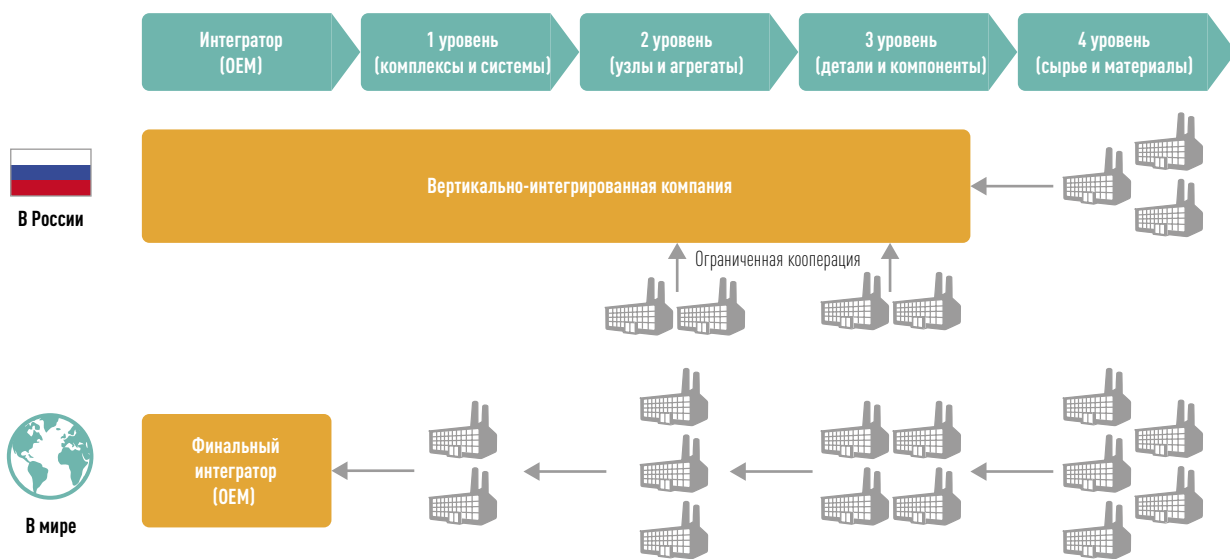 Интегратор
(OEM)
1 уровень
(комплексы и системы)
2 уровень
(узлы и агрегаты)
3 уровень
(детали и компоненты)
4 уровень
(сырье и материалы)
В России
Вертикально-интегрированная компания
Ограниченная кооперация
В мире
Финальный
интегратор
(OEM)